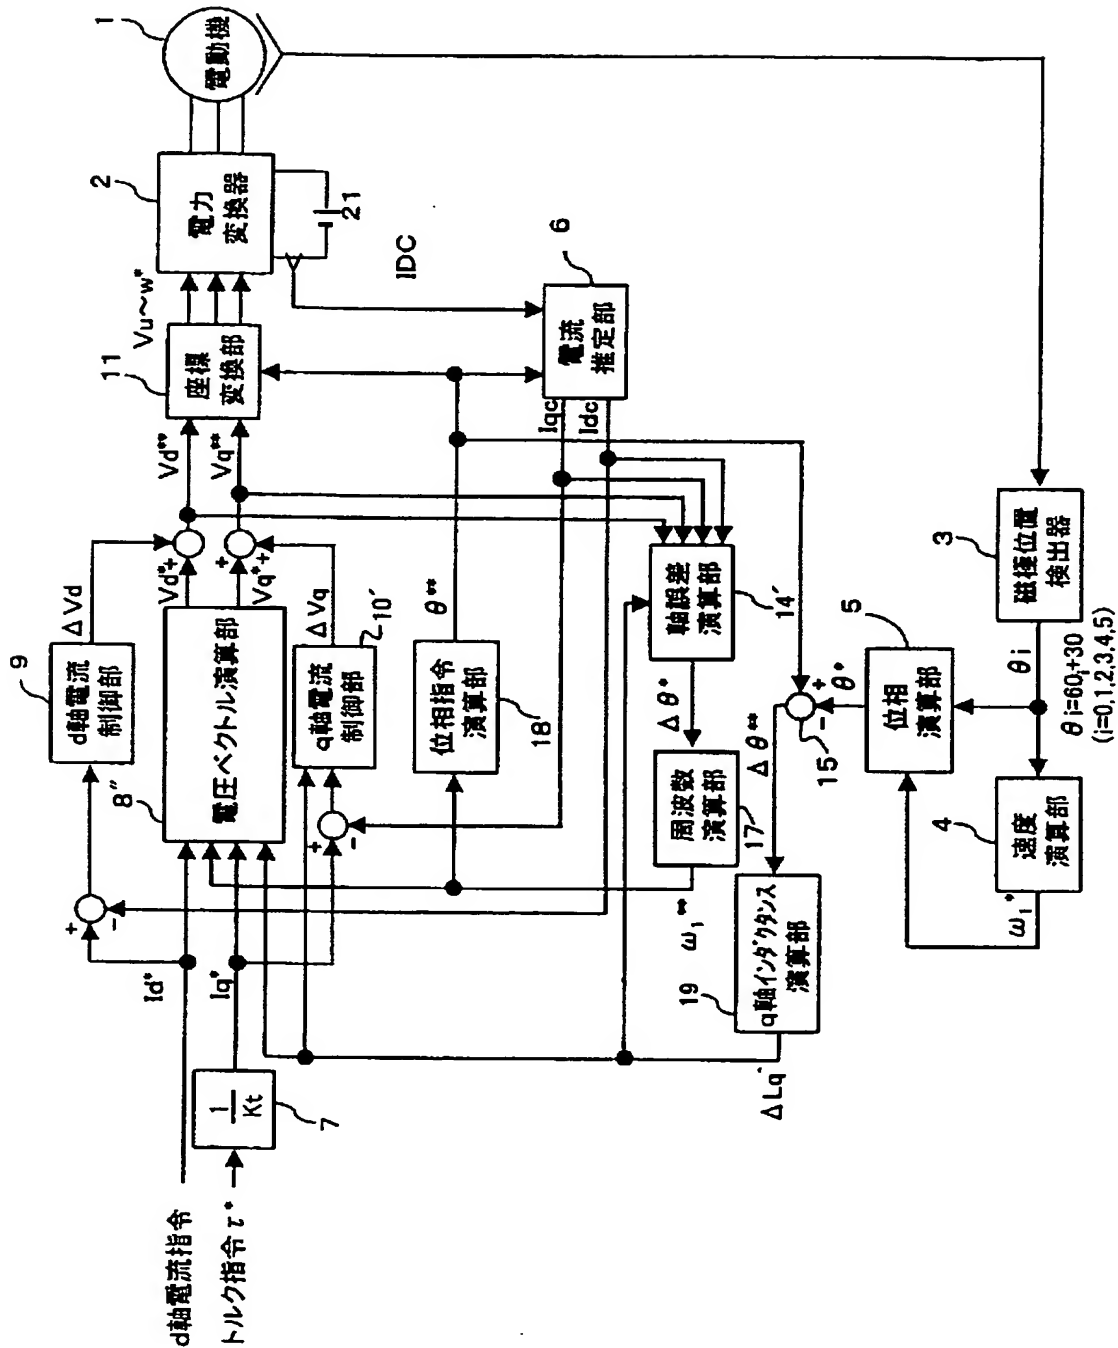 d軸電流指令
トルク指令 τ*
1
Kt
7
Id*
Iq*
+
-
9
d軸電流
制御部
ΔVd
8"
電圧ベクトル演算部
Vd*
+
+
Vq*
+
Vd**
Vq**
+
-
q軸電流
制御部
10'
ΔVq
11
座標
変換部
Vu～w*
2
電力
変換器
21
1
電動機
IDC
6
電流
推定部
Iqc
Idc
位相指令
演算部
18'
θ**
軸誤差
演算部
14'
Δθ*
周波数
演算部
17
ω1**
Δθ**
15
+
-
θ*
19
q軸インダクタンス
演算部
ΔLq^
5
位相
演算部
3
磁極位置
検出器
θi
θi=60i+30
(i=0,1,2,3,4,5)
4
速度
演算部
ω1*